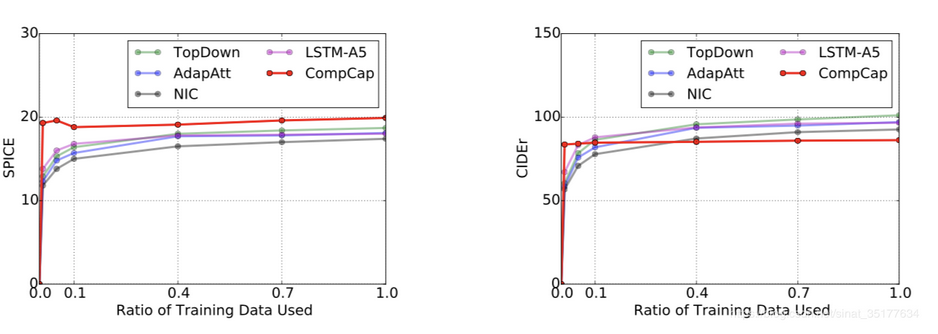 30
20
10
0
SPICE
TopDown
AdapAtt
NIC
LSTM-A5
CompCap
0.0 0.1 0.4 0.7 1.0
Ratio of Training Data Used
150
100
50
0
CIDEr
TopDown
AdapAtt
NIC
LSTM-A5
CompCap
0.0 0.1 0.4 0.7 1.0
Ratio of Training Data Used